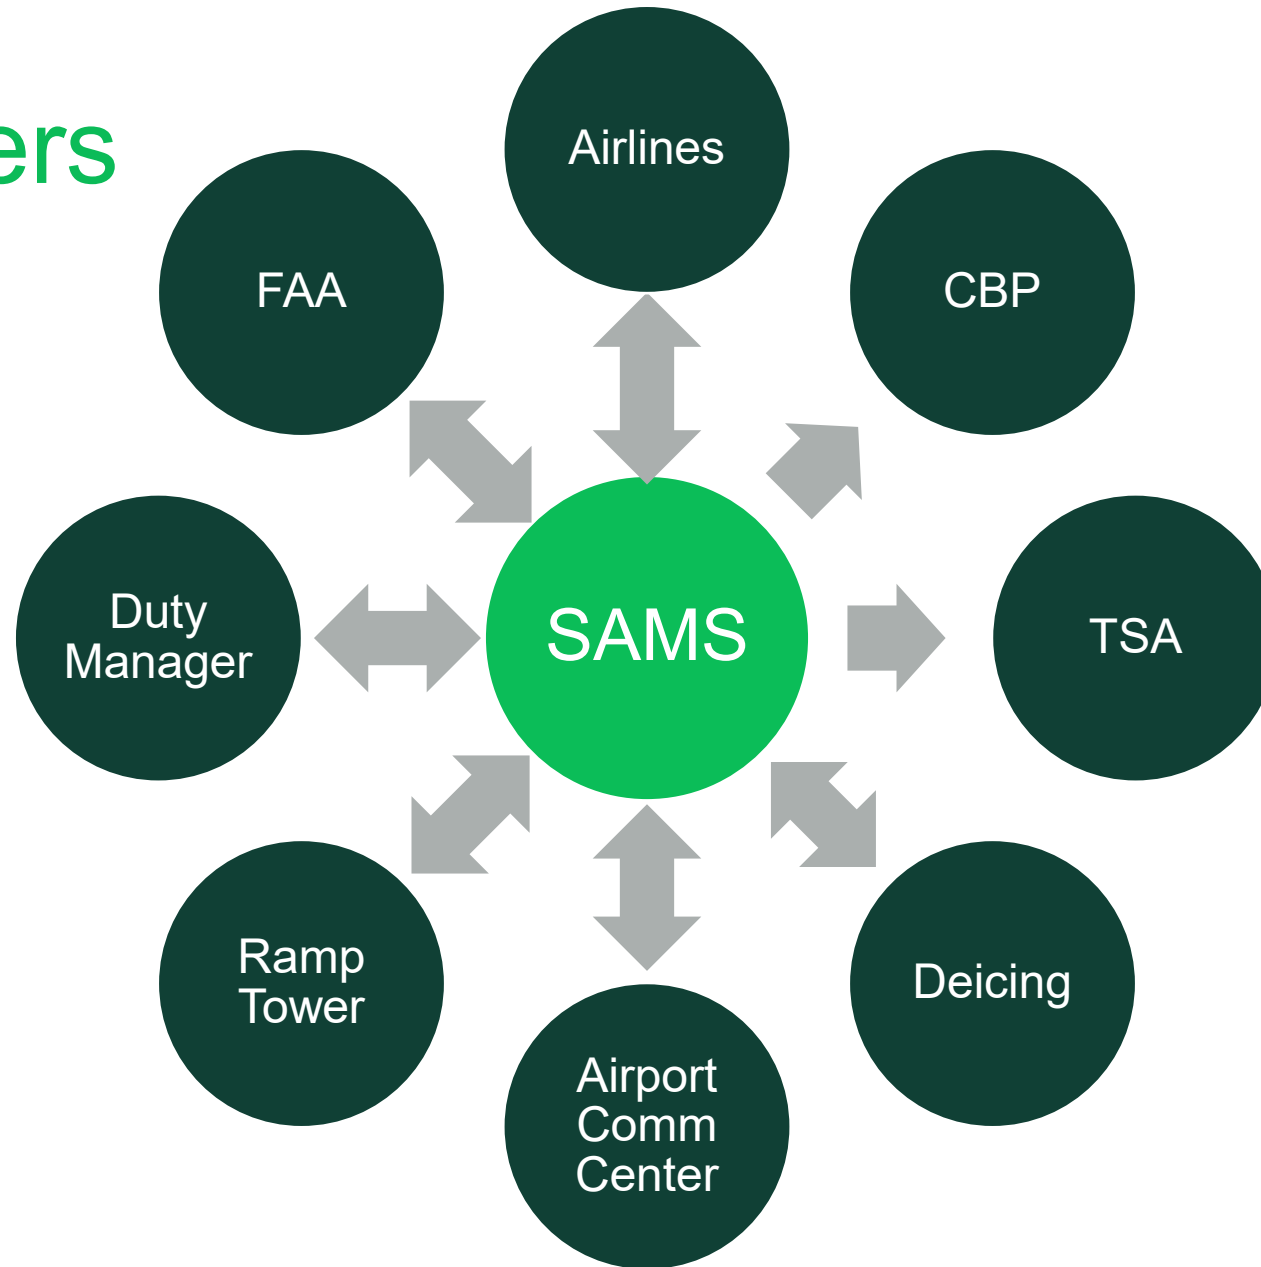 ers
Airlines
FAA
CBP
Duty
Manager
SAMS
TSA
Ramp
Tower
Deicing
Airport
Comm
Center